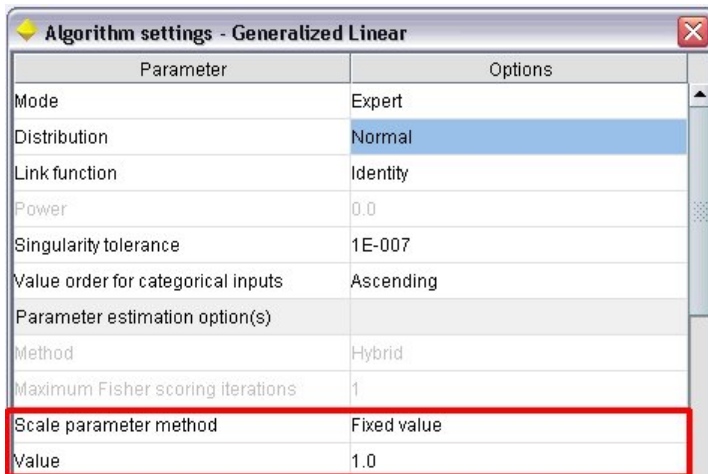 Algorithm settings - Generalized Linear
Parameter Options
Mode Expert
Distribution Normal
Link function Identity
Power 0.0
Singularity tolerance 1E-007
Value order for categorical inputs Ascending
Parameter estimation option(s)
Method Hybrid
Maximum Fisher scoring iterations 1
Scale parameter method Fixed value
Value 1.0